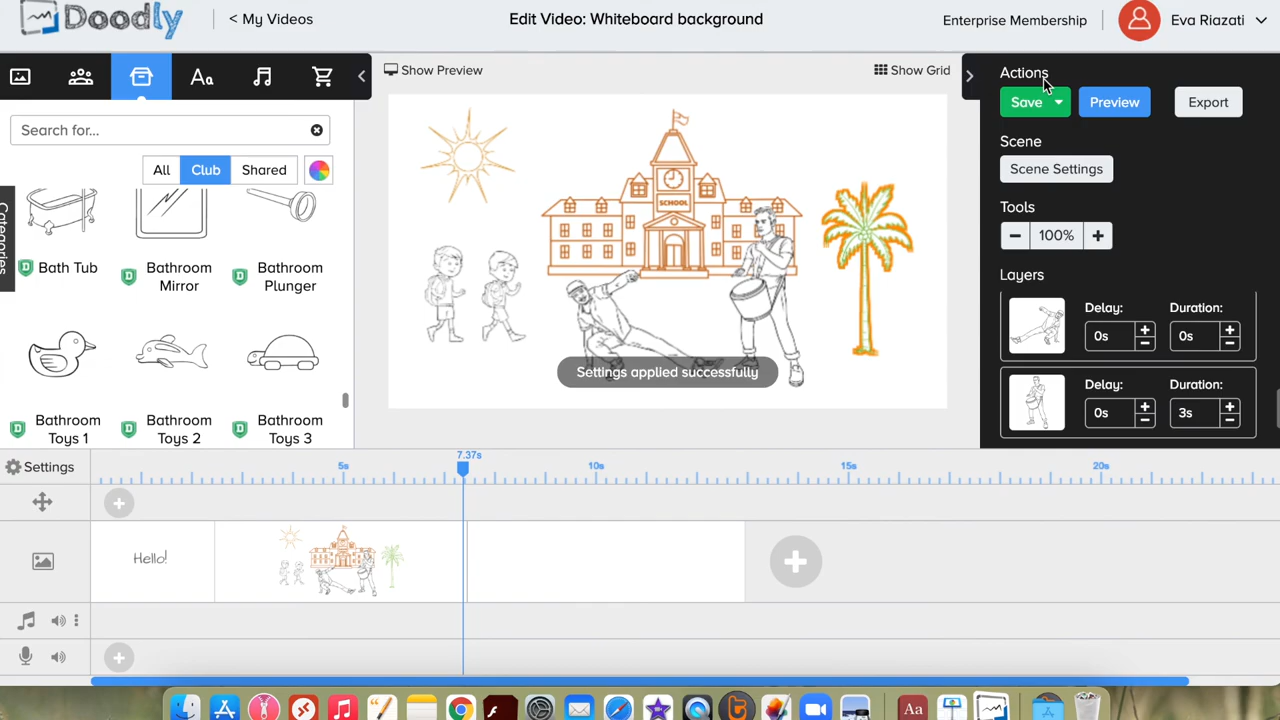 Doodly
< My Videos
Edit Video: Whiteboard background
Enterprise Membership
Eva Riazati
Aa
Show Preview
Show Grid
Search for...
All
Club
Shared
Categories
Bath Tub
Bathroom
Mirror
Bathroom
Plunger
Bathroom
Toys 1
Bathroom
Toys 2
Bathroom
Toys 3
SCHOOL
Settings applied successfully
Actions
Save
Preview
Export
Scene
Scene Settings
Tools
100%
Layers
Delay:
Duration:
0s
0s
Delay:
Duration:
0s
3s
Settings
7.37s
5s
10s
15s
20s
Hello!
Aa